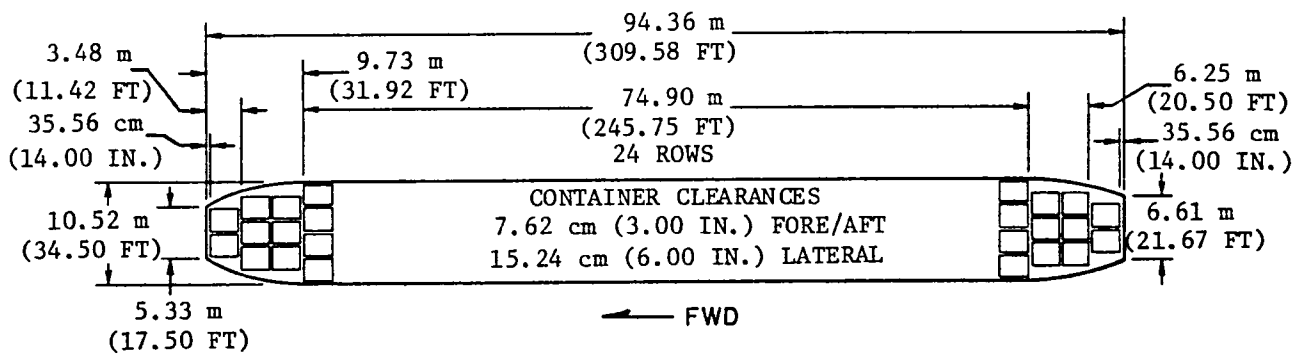 94.36 m
(309.58 FT)
3.48 m
(11.42 FT)
9.73 m
(31.92 FT)
74.90 m
(245.75 FT)
24 ROWS
6.25 m
(20.50 FT)
35.56 cm
(14.00 IN.)
35.56 cm
(14.00 IN.)
10.52 m
(34.50 FT)
CONTAINER CLEARANCES
7.62 cm (3.00 IN.) FORE/AFT
15.24 cm (6.00 IN.) LATERAL
6.61 m
(21.67 FT)
5.33 m
(17.50 FT)
FWD